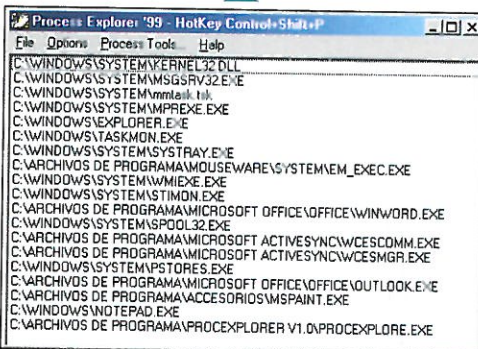 Process Explorer '99 - HotKey Control+Shift+P
File Options Process Tools... Help
C:\WINDOWS\SYSTEM\KERNEL32.DLL
C:\WINDOWS\SYSTEM\MSGSRV32.EXE
C:\WINDOWS\SYSTEM\mmtask.tsk
C:\WINDOWS\SYSTEM\MPREXE.EXE
C:\WINDOWS\EXPLORER.EXE
C:\WINDOWS\TASKMON.EXE
C:\WINDOWS\SYSTEM\SYSTRAY.EXE
C:\ARCHIVOS DE PROGRAMA\MOUSEWARE\SYSTEM\EM_EXEC.EXE
C:\WINDOWS\SYSTEM\WMIEXE.EXE
C:\WINDOWS\SYSTEM\STIMON.EXE
C:\ARCHIVOS DE PROGRAMA\MICROSOFT OFFICE\OFFICE\WINWORD.EXE
C:\WINDOWS\SYSTEM\SPOOL32.EXE
C:\ARCHIVOS DE PROGRAMA\MICROSOFT ACTIVESYNC\WCESCOMM.EXE
C:\ARCHIVOS DE PROGRAMA\MICROSOFT ACTIVESYNC\WCESMGR.EXE
C:\WINDOWS\SYSTEM\PSTORES.EXE
C:\ARCHIVOS DE PROGRAMA\MICROSOFT OFFICE\OFFICE\OUTLOOK.EXE
C:\ARCHIVOS DE PROGRAMA\ACCESORIOS\MSPAINT.EXE
C:\WINDOWS\NOTEPAD.EXE
C:\ARCHIVOS DE PROGRAMA\PROCEXPLORER V1.0\PROCEXPLORE.EXE